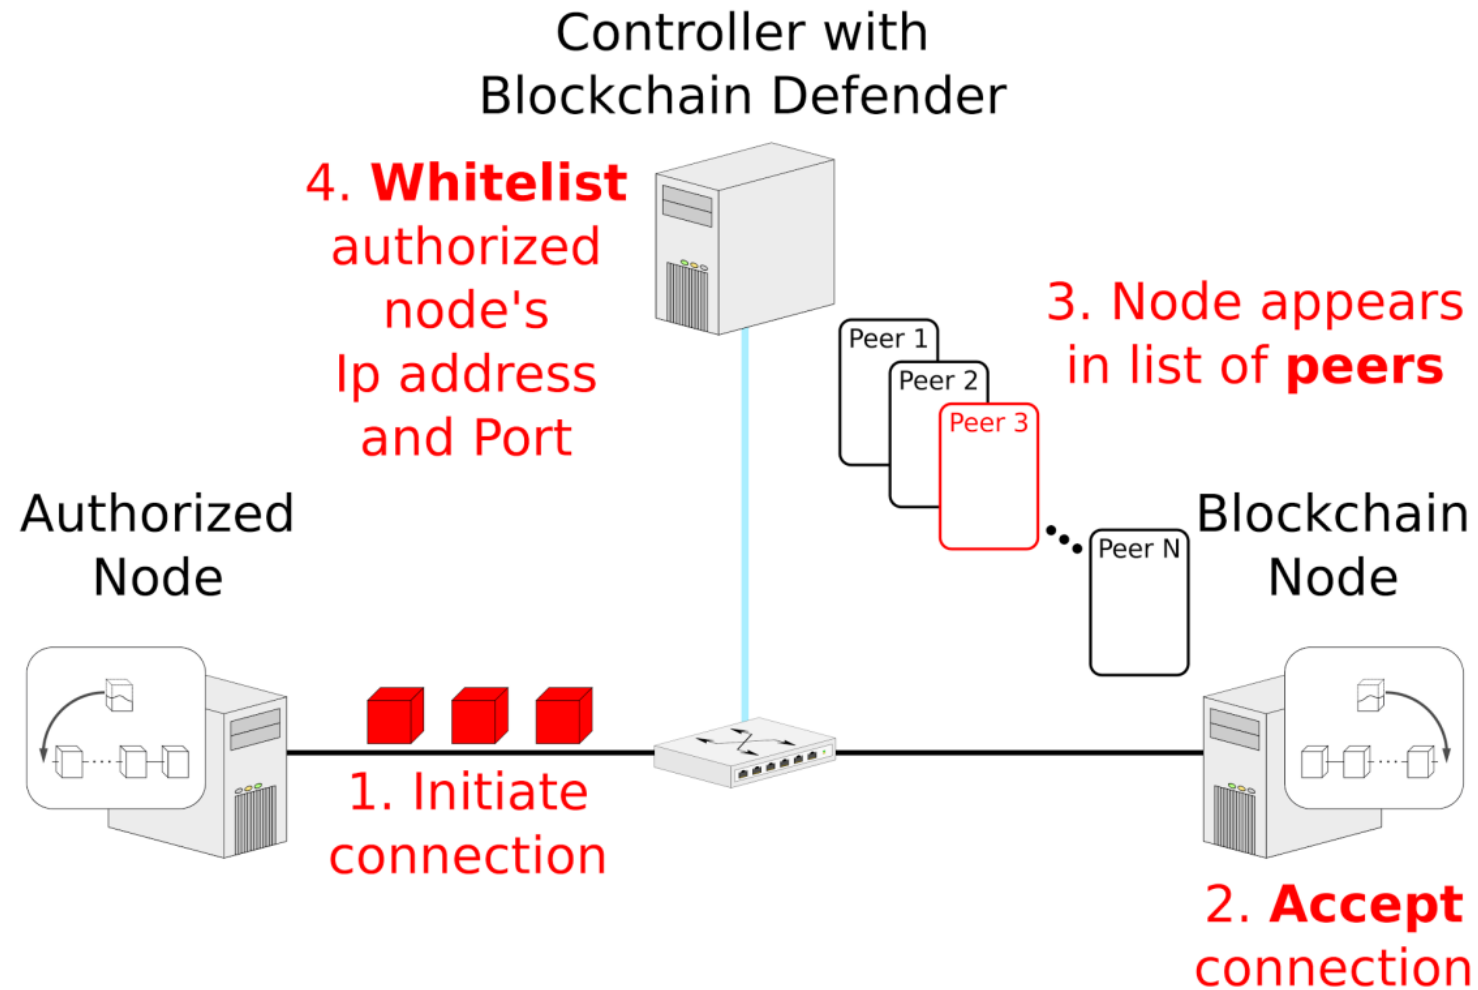 Controller with
Blockchain Defender
4. Whitelist
authorized
node's
Ip address
and Port
3. Node appears
in list of peers
Peer 1
Peer 2
Peer 3
Peer N
Authorized
Node
Blockchain
Node
1. Initiate
connection
2. Accept
connection